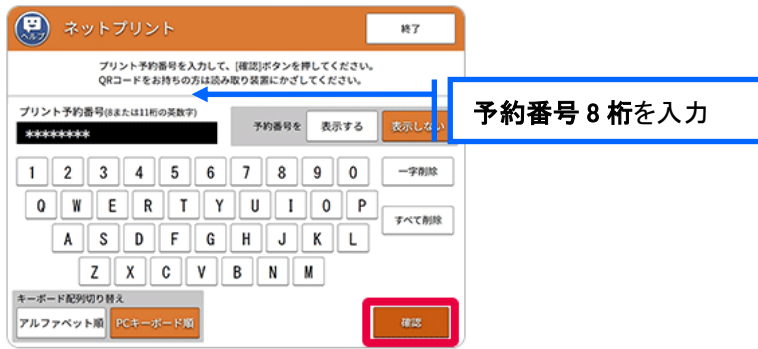 ヘルプ
ネットプリント
終了
プリント予約番号を入力して、[確認]ボタンを押してください。
QRコードをお持ちの方は読み取り装置にかざしてください。
予約番号8桁を入力
プリント予約番号(8または11桁の英数字)
********
予約番号を 表示する 表示しない
1 2 3 4 5 6 7 8 9 0 一字削除
Q W E R T Y U I O P
すべて削除
A S D F G H J K L
Z X C V B N M
キーボード配列切り替え
アルファベット順 PCキーボード順
確認